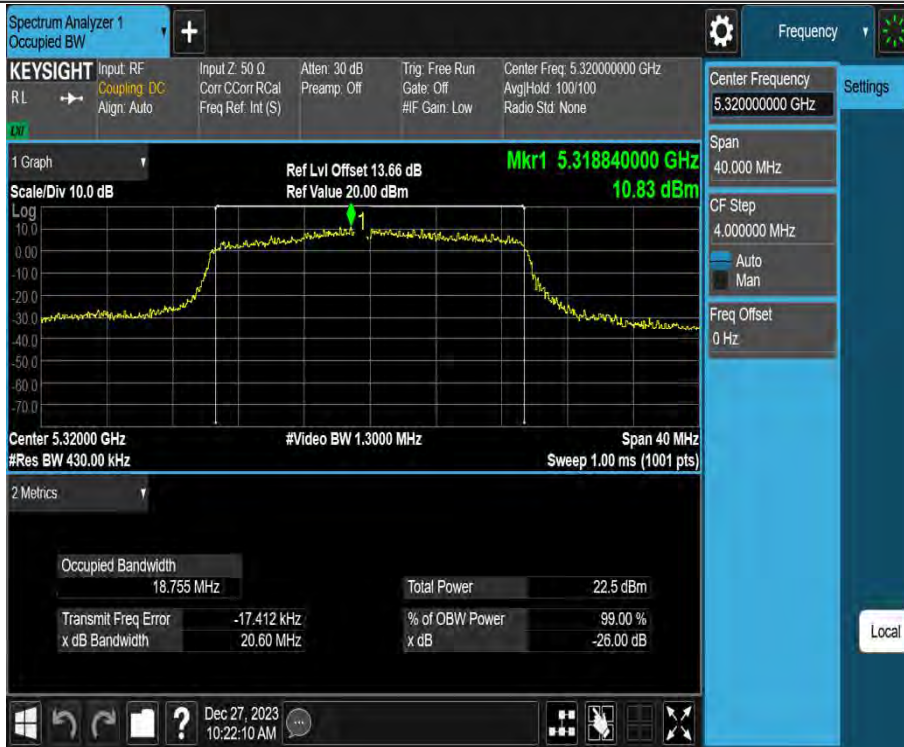 Spectrum Analyzer 1
Occupied BW
+
Frequency
KEYSIGHT
RL
LXI
Input: RF
Coupling: DC
Align: Auto
Input Z: 50 Ω
Corr CCorr RCal
Freq Ref: Int (S)
Atten: 30 dB
Preamp: Off
Trig: Free Run
Gate: Off
#IF Gain: Low
Center Freq: 5.320000000 GHz
Avg|Hold: 100/100
Radio Std: None
Center Frequency
5.320000000 GHz
Settings
Span
40.000 MHz
CF Step
4.000000 MHz
Auto
Man
Freq Offset
0 Hz
Local
1 Graph
Scale/Div 10.0 dB
Ref Lvl Offset 13.66 dB
Ref Value 20.00 dBm
Mkr1 5.318840000 GHz
10.83 dBm
Log
1
10.0
0.00
-10.0
-20.0
-30.0
-40.0
-50.0
-60.0
-70.0
Center 5.32000 GHz
#Res BW 430.00 kHz
#Video BW 1.3000 MHz
Span 40 MHz
Sweep 1.00 ms (1001 pts)
2 Metrics
Occupied Bandwidth
18.755 MHz
Total Power 22.5 dBm
Transmit Freq Error -17.412 kHz
% of OBW Power 99.00 %
x dB Bandwidth 20.60 MHz
x dB -26.00 dB
?
Dec 27, 2023
10:22:10 AM